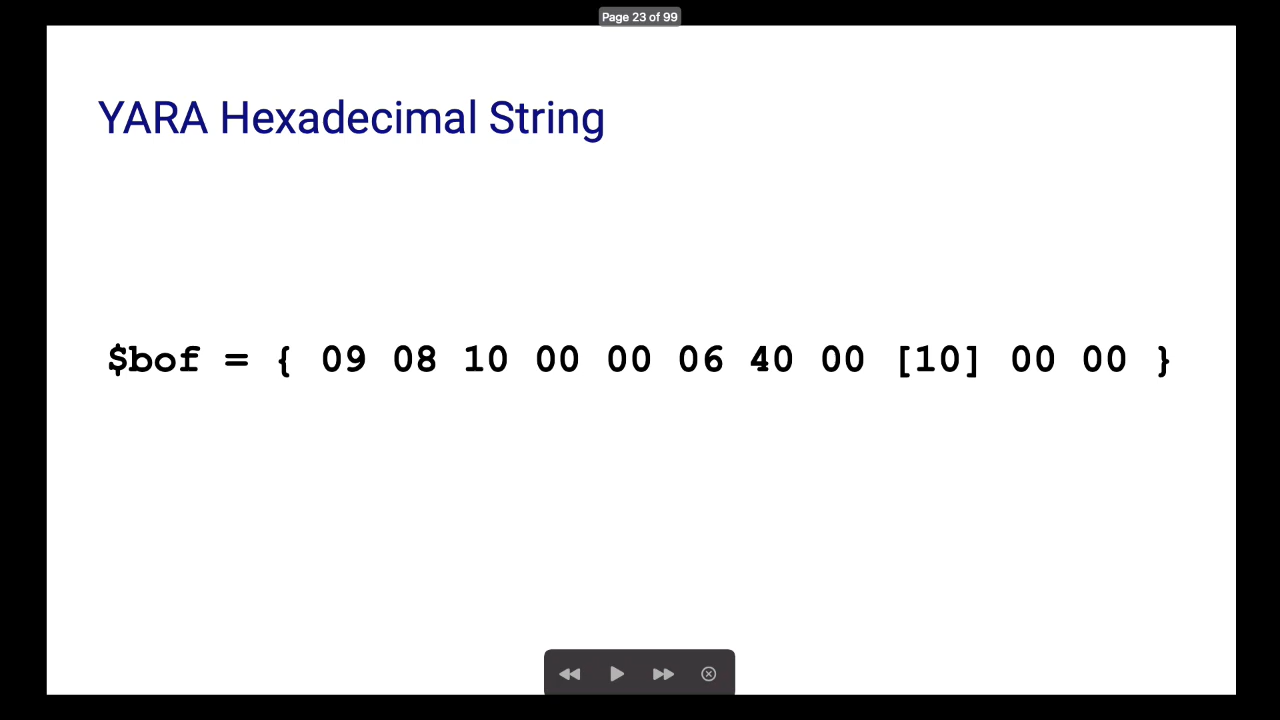 Page 23 of 99
YARA Hexadecimal String
$bof = { 09 08 10 00 00 06 40 00 [10] 00 00 }